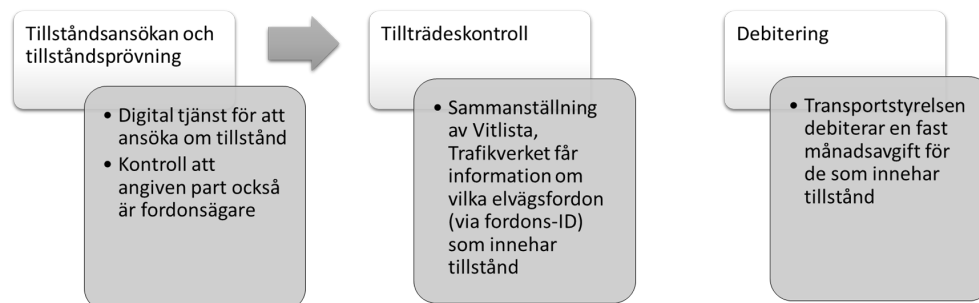 Tillståndsansökan och
tillståndsprövning
• Digital tjänst för att
ansöka om tillstånd
• Kontroll att
angiven part också
är fordonsägare
Tillträdeskontroll
• Sammanställning
av Vitlista,
Trafikverket får
information om
vilka elvägsfordon
(via fordons-ID)
som innehar
tillstånd
Debitering
• Transportstyrelsen
debiterar en fast
månadsavgift för
de som innehar
tillstånd